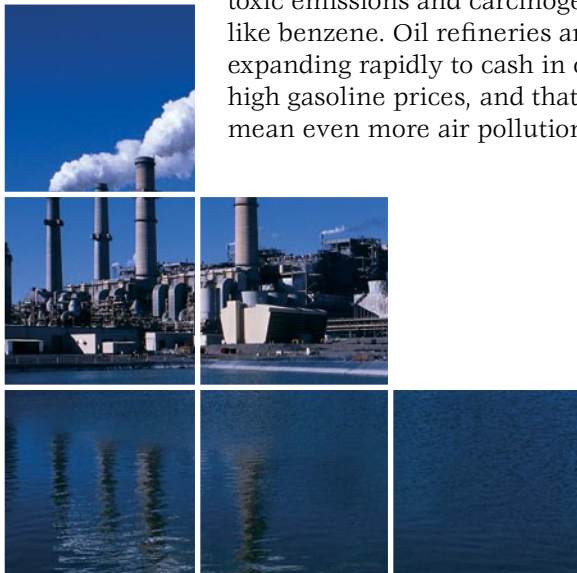 toxic emissions and
like benzene. Oil refineries
expanding rapidly to cash in
high gasoline prices, and that
mean even more air pollution